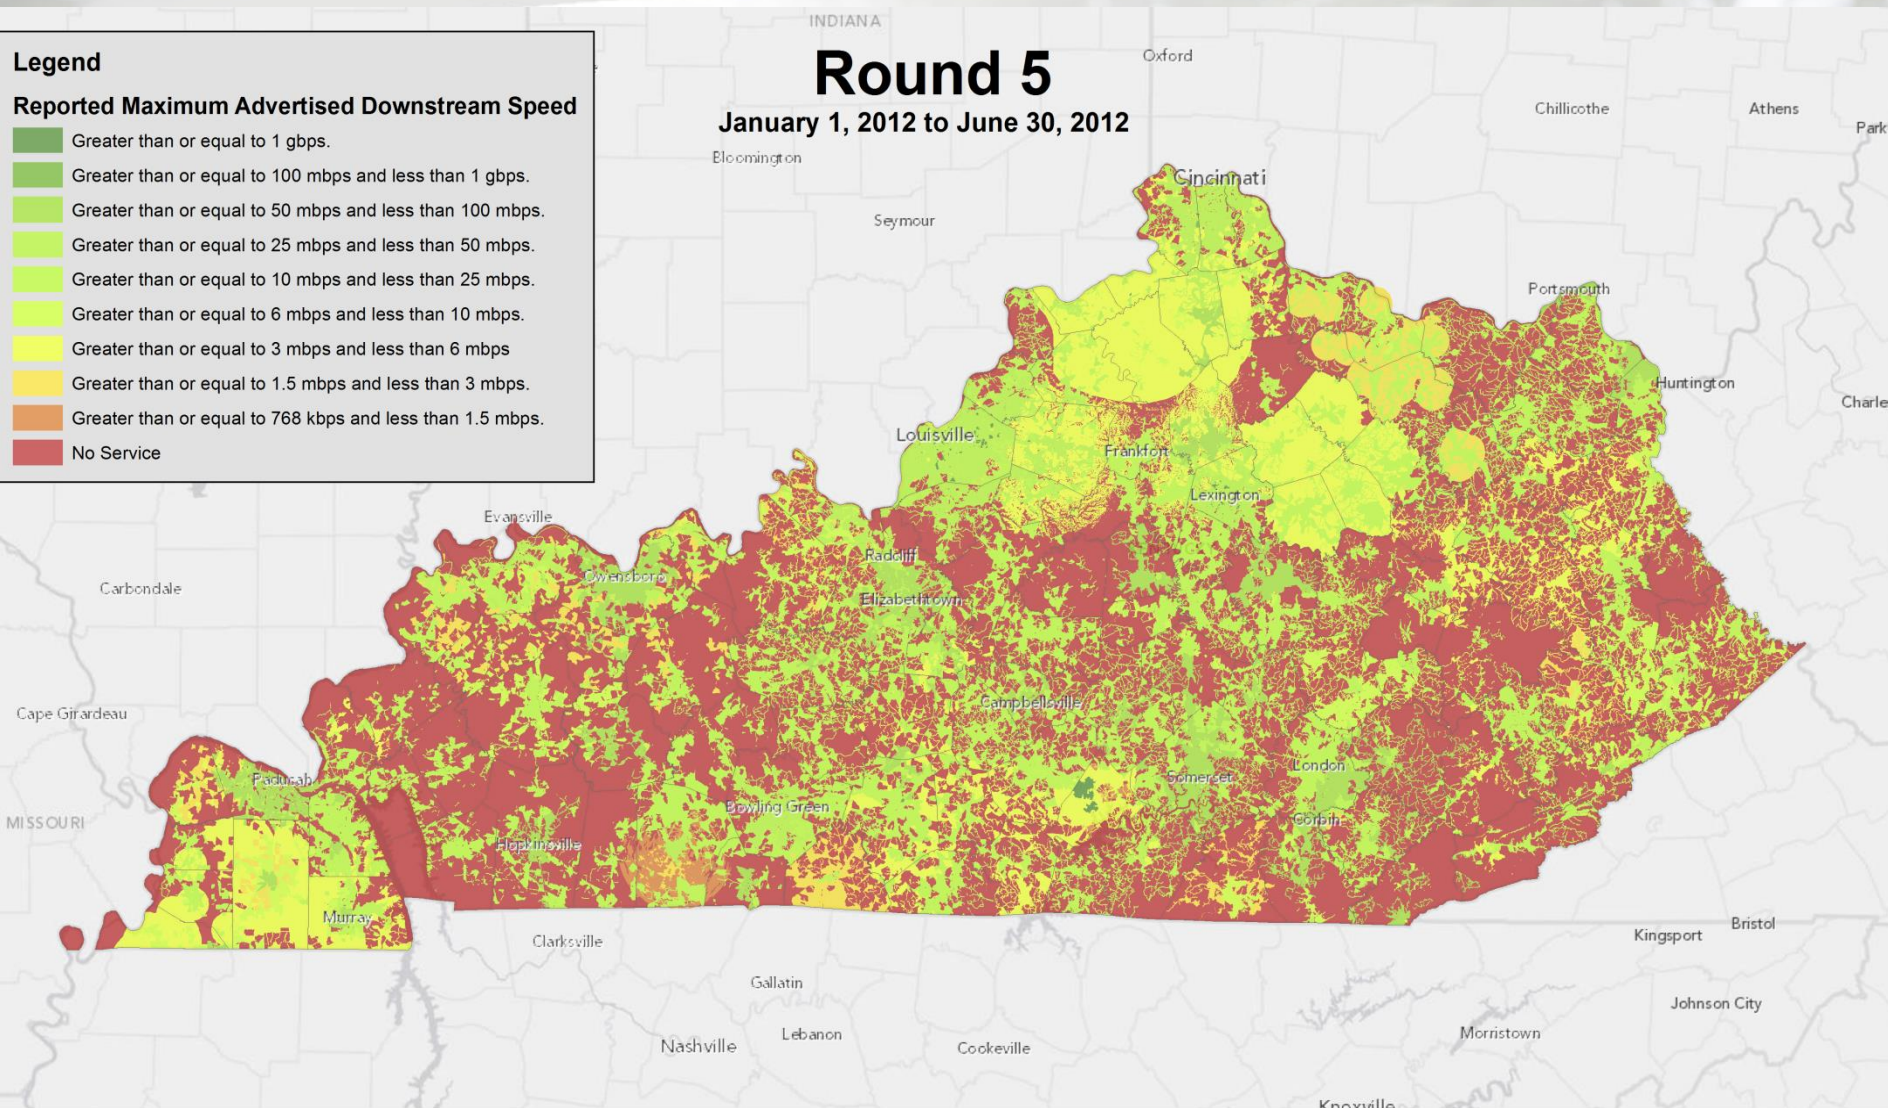 Legend
Reported Maximum Advertised Downstream Speed
Greater than or equal to 1 gbps.
Greater than or equal to 100 mbps and less than 1 gbps.
Greater than or equal to 50 mbps and less than 100 mbps.
Greater than or equal to 25 mbps and less than 50 mbps.
Greater than or equal to 10 mbps and less than 25 mbps.
Greater than or equal to 6 mbps and less than 10 mbps.
Greater than or equal to 3 mbps and less than 6 mbps
Greater than or equal to 1.5 mbps and less than 3 mbps.
Greater than or equal to 768 kbps and less than 1.5 mbps.
No Service
Round 5
January 1, 2012 to June 30, 2012
INDIANA
Oxford
Chillicothe
Athens
Park
Bloomington
Cincinnati
Seymour
Portsmouth
Huntington
Charle
Louisville
Frankfort
Lexington
Evansville
Radcliff
Owensboro
Carbondale
Elizabethtown
Campbellsville
Cape Girardeau
Paducah
Somerset
London
Bowling Green
MISSOURI
Corbin
Hopkinsville
Murray
Bristol
Kingsport
Clarksville
Gallatin
Johnson City
Lebanon
Morristown
Nashville
Cookeville
Knoxville